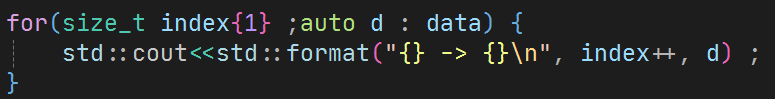 for(size_t index{1} ;auto d : data) {
    std::cout<<std::format("{} -> {}\n", index++, d) ;
}